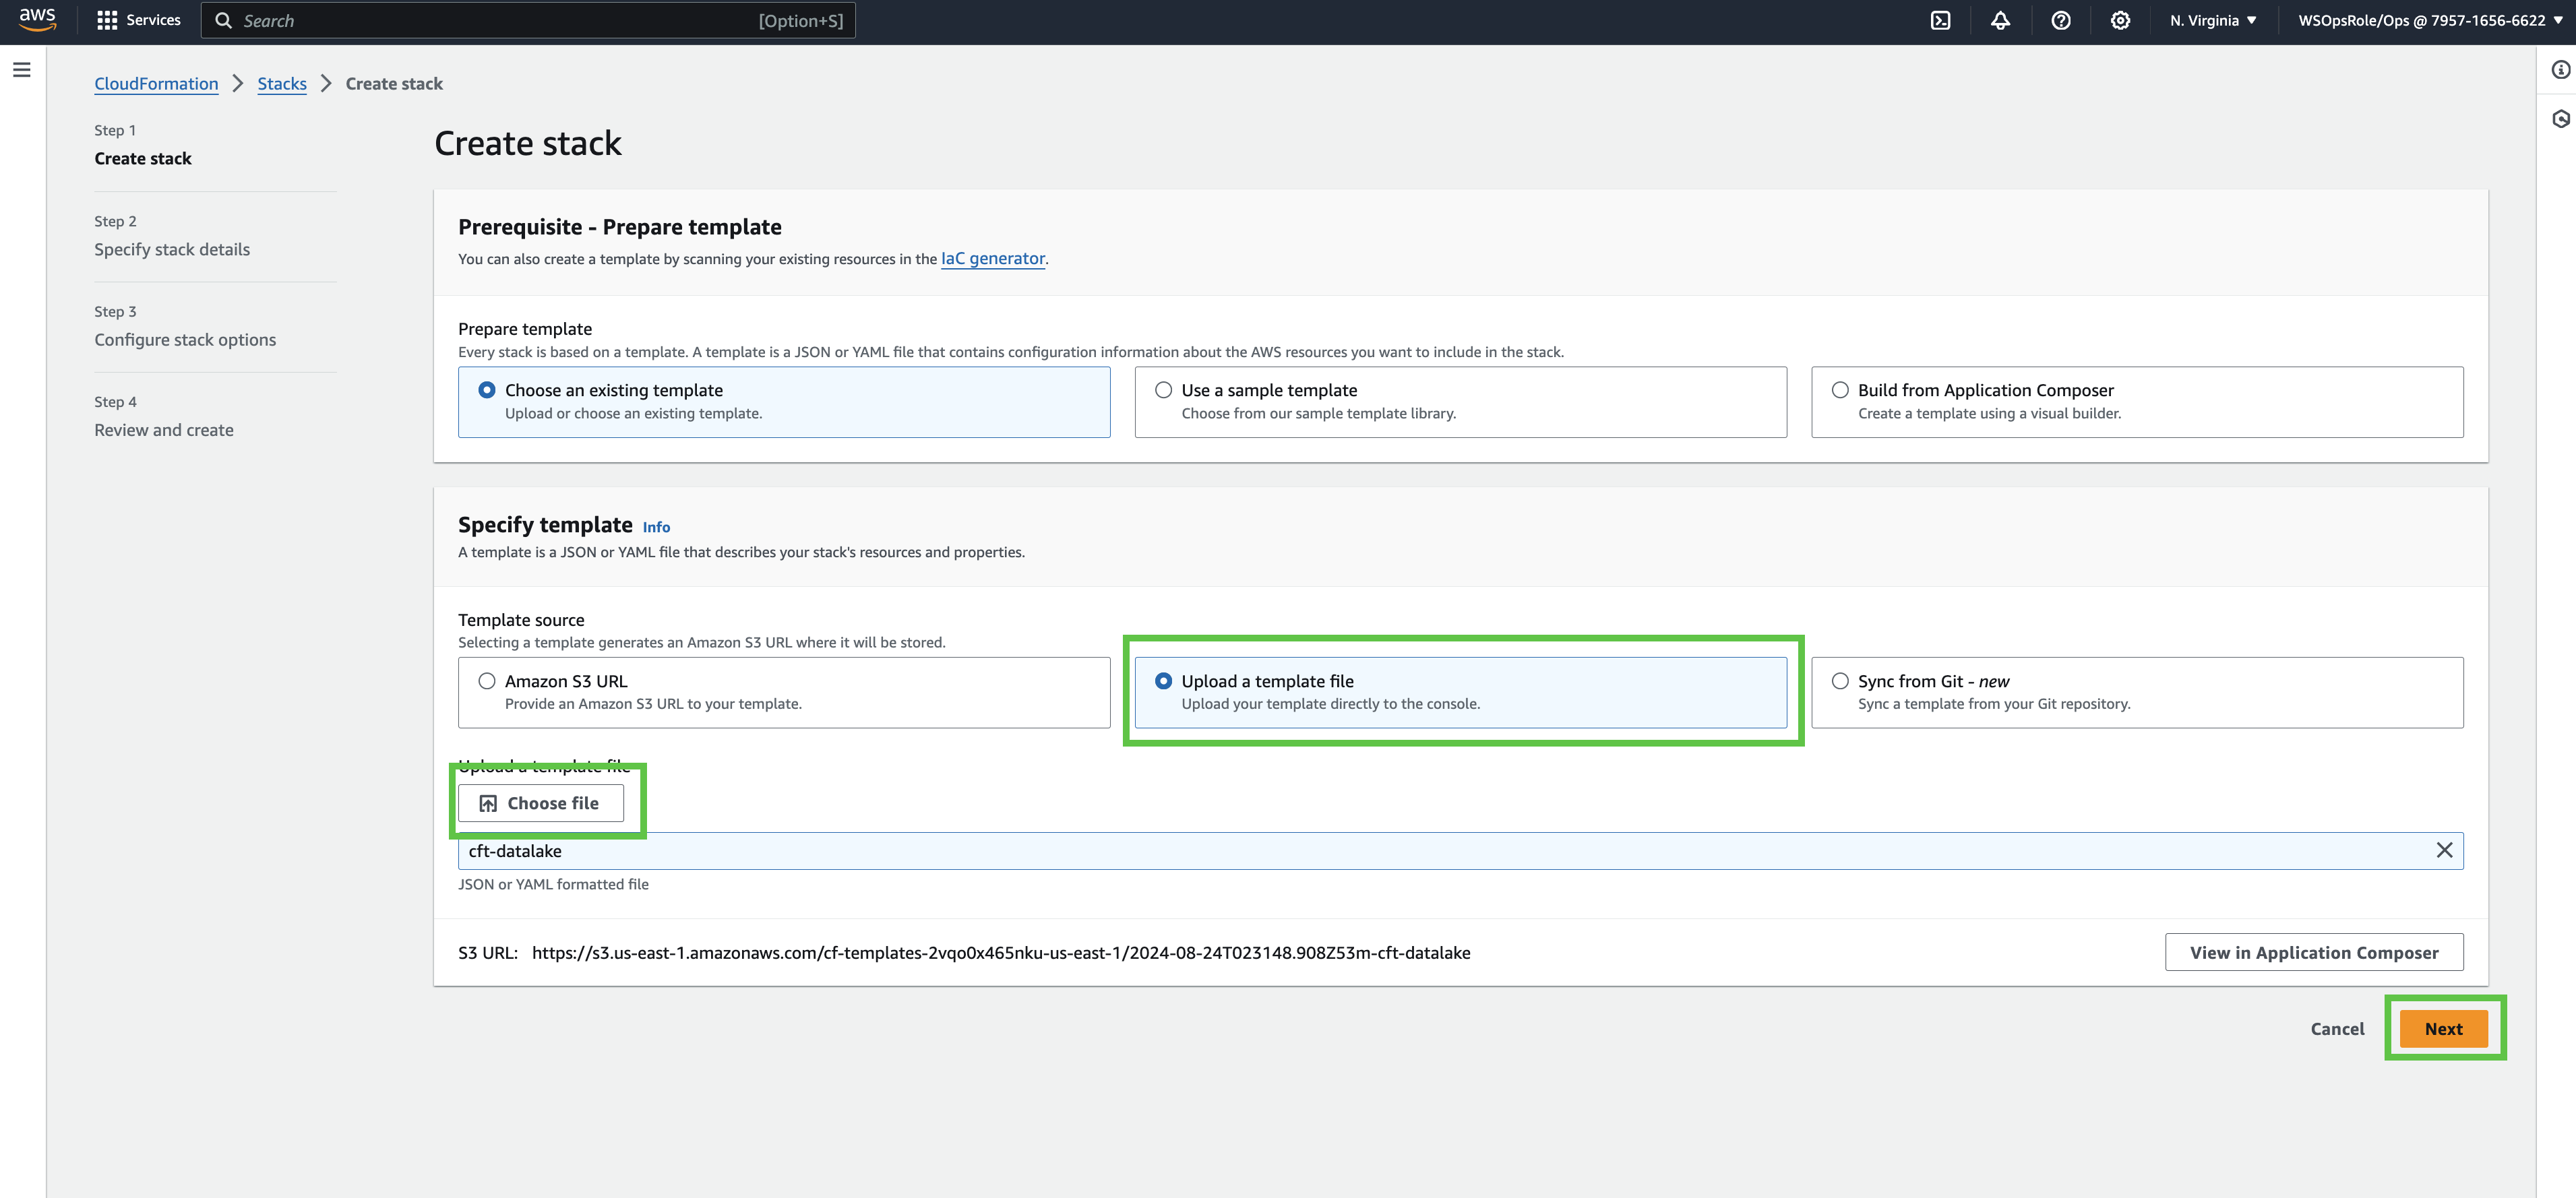 aws
Services
Search
[Option+S]
N. Virginia
WSOpsRole/Ops @ 7957-1656-6622
CloudFormation
Stacks
Create stack
Step 1
Create stack
Step 2
Specify stack details
Step 3
Configure stack options
Step 4
Review and create
Create stack
Prerequisite - Prepare template
You can also create a template by scanning your existing resources in the IaC generator.
Prepare template
Every stack is based on a template. A template is a JSON or YAML file that contains configuration information about the AWS resources you want to include in the stack.
Choose an existing template
Upload or choose an existing template.
Use a sample template
Choose from our sample template library.
Build from Application Composer
Create a template using a visual builder.
Specify template Info
A template is a JSON or YAML file that describes your stack's resources and properties.
Template source
Selecting a template generates an Amazon S3 URL where it will be stored.
Amazon S3 URL
Provide an Amazon S3 URL to your template.
Upload a template file
Upload your template directly to the console.
Sync from Git - new
Sync a template from your Git repository.
Upload a template file
Choose file
cft-datalake
JSON or YAML formatted file
S3 URL: https://s3.us-east-1.amazonaws.com/cf-templates-2vqo0x465nku-us-east-1/2024-08-24T023148.908Z53m-cft-datalake
View in Application Composer
Cancel
Next